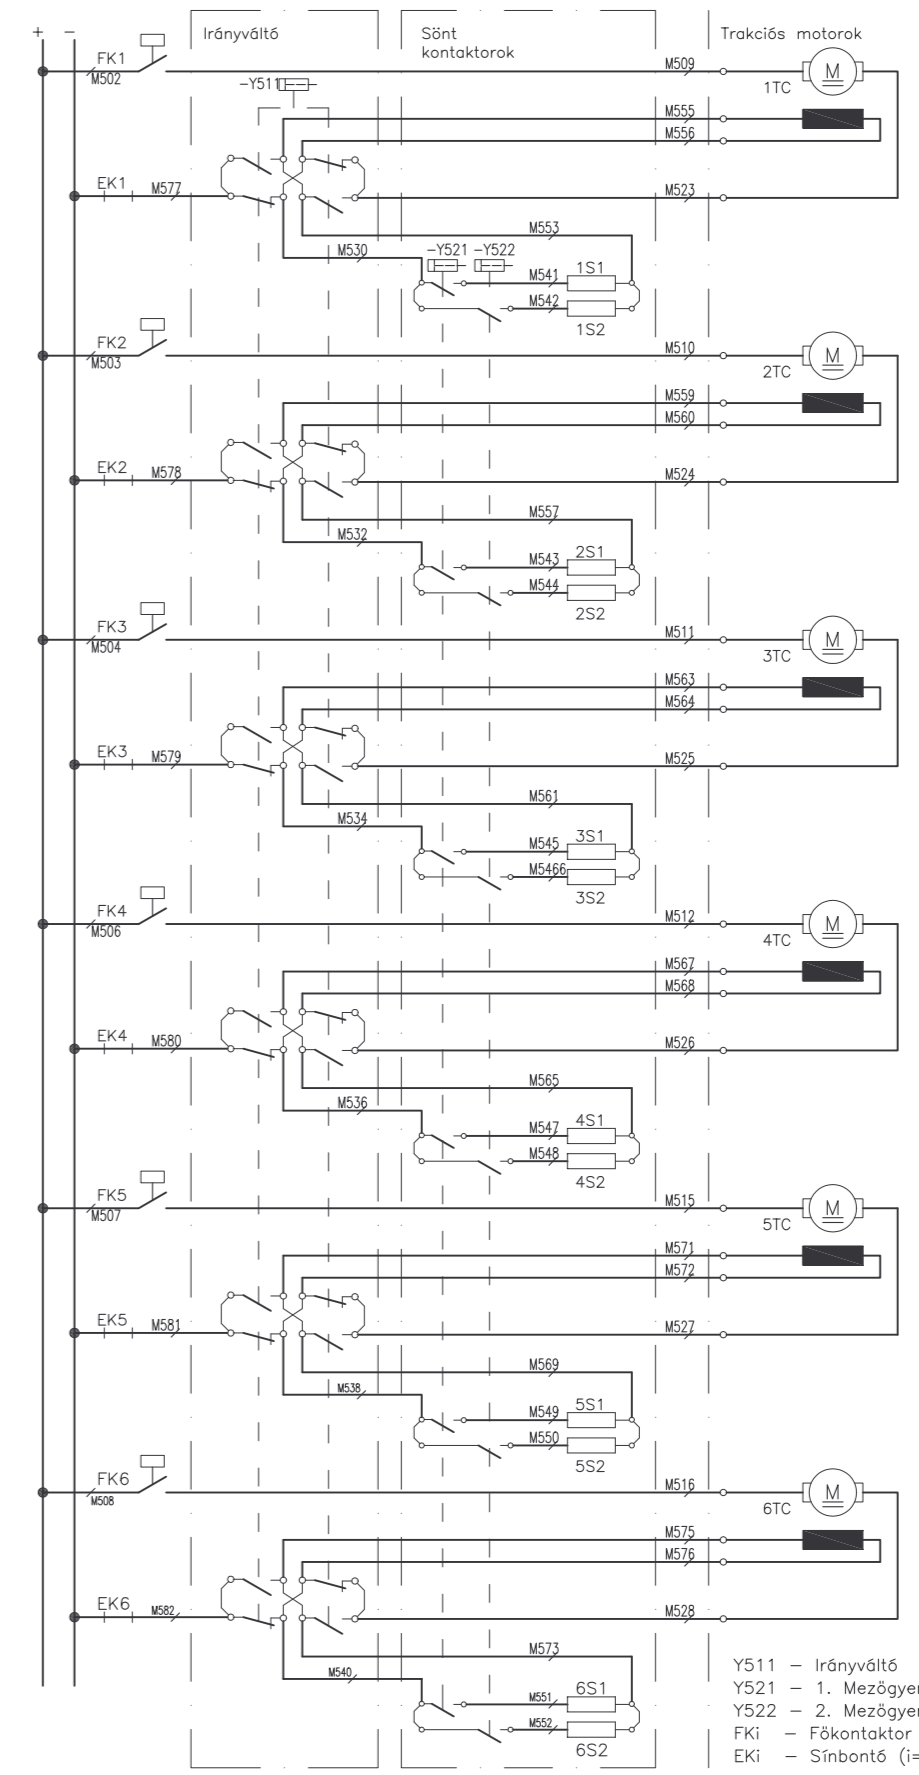 + −
Irányváltó
Sönt
kontaktorok
Trakciós motorok
FK1
M502
M509
M
1TC
-Y511
M555
M556
EK1
M577
M523
M553
M530
-Y521
-Y522
M541
1S1
M542
1S2
FK2
M503
M510
M
2TC
M559
M560
EK2
M578
M524
M557
M532
M543
2S1
M544
2S2
FK3
M504
M511
M
3TC
M563
M564
EK3
M579
M525
M561
M534
M545
3S1
M5466
3S2
FK4
M506
M512
M
4TC
M567
M568
EK4
M580
M526
M565
M536
M547
4S1
M548
4S2
FK5
M507
M515
M
5TC
M571
M572
EK5
M581
M527
M569
M538
M549
5S1
M550
5S2
FK6
M508
M516
M
6TC
M575
M576
EK6
M582
M528
M573
M540
M551
6S1
M552
6S2
Y511 – Irányváltó
Y521 – 1. Mezőgyen
Y522 – 2. Mezőgyen
FKi – Főkontaktor
EKi – Sínbontó (i=